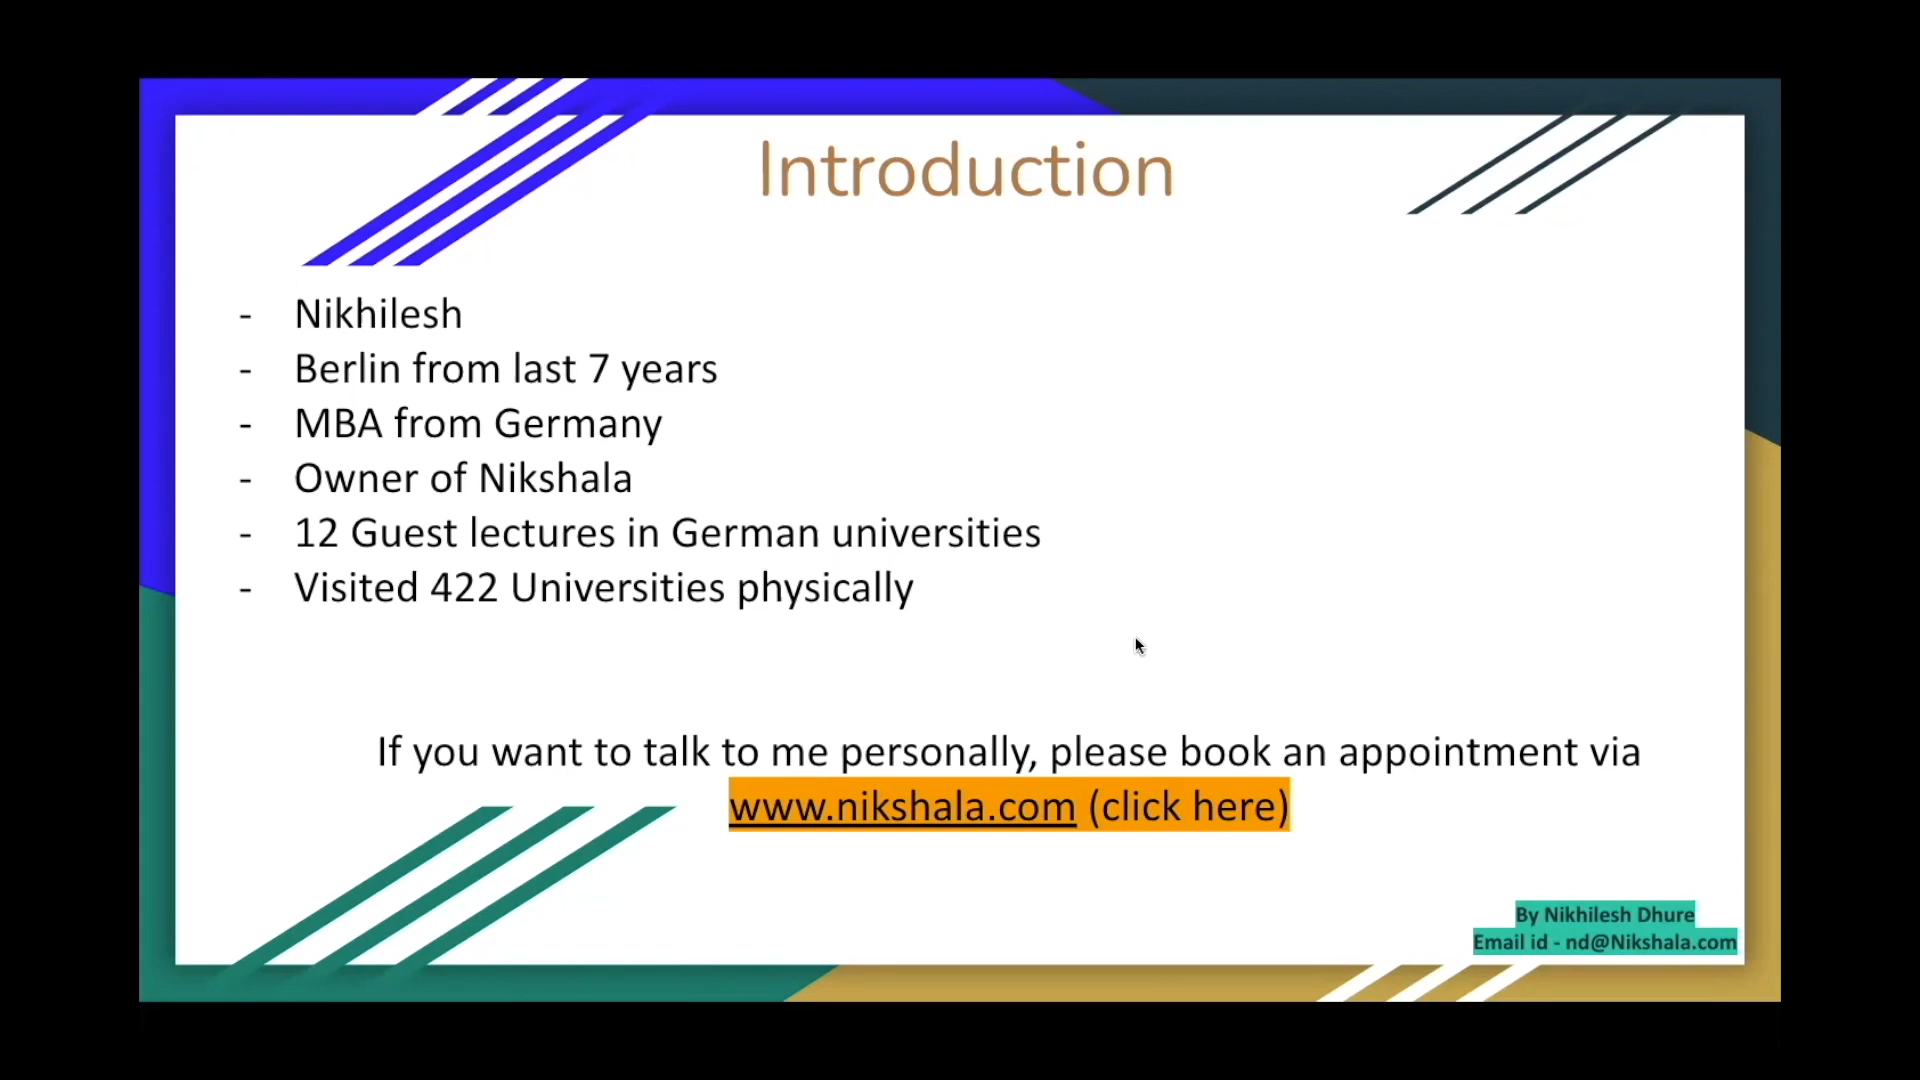 Introduction
- Nikhilesh
- Berlin from last 7 years
- MBA from Germany
- Owner of Nikshala
- 12 Guest lectures in German universities
- Visited 422 Universities physically
If you want to talk to me personally, please book an appointment via
www.nikshala.com (click here)
By Nikhilesh Dhure
Email id - nd@Nikshala.com